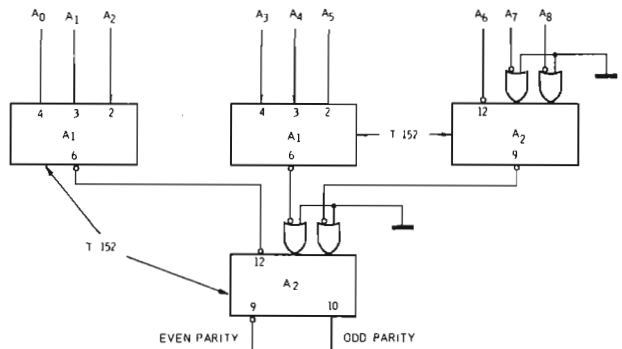 A0 A1 A2 A3 A4 A5 A6 A7 A8
4 3 2 4 3 2 12
A1 A1 T 152 A2
6 6 9
T 152
12
A2
9 10
EVEN PARITY ODD PARITY